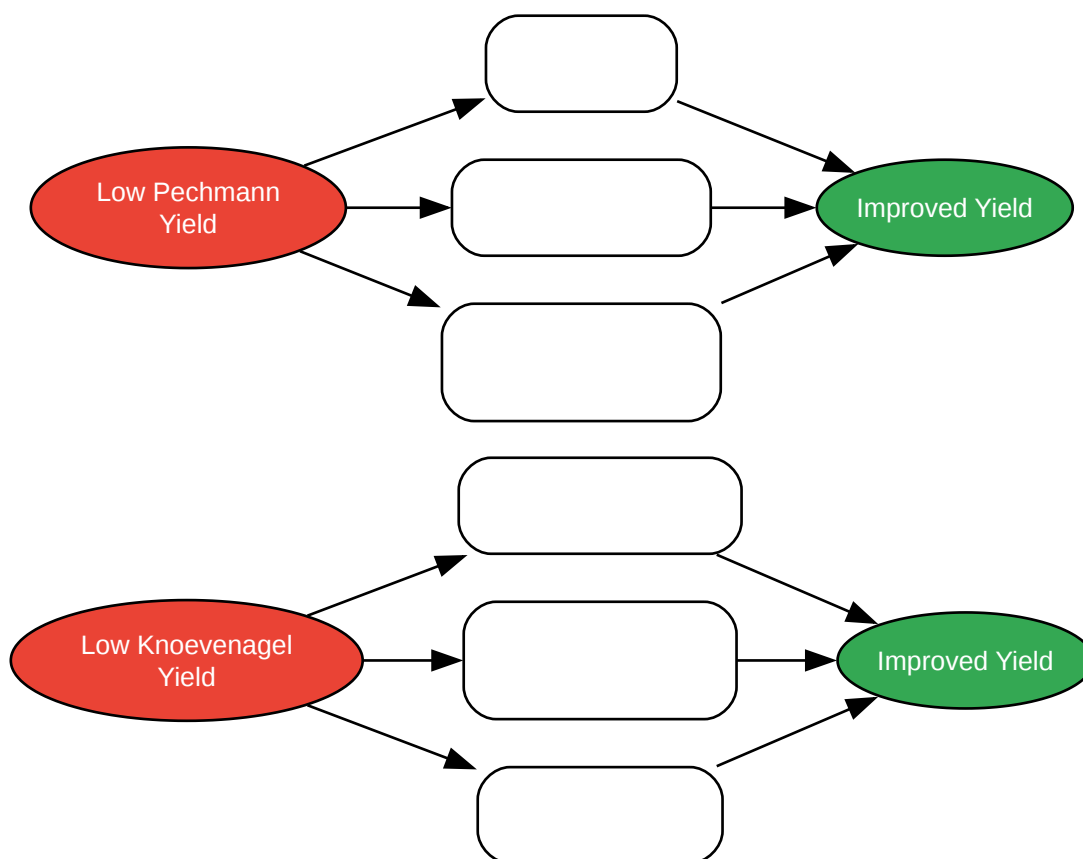 Low Pechmann
Yield
Improved Yield
Low Knoevenagel
Yield
Improved Yield